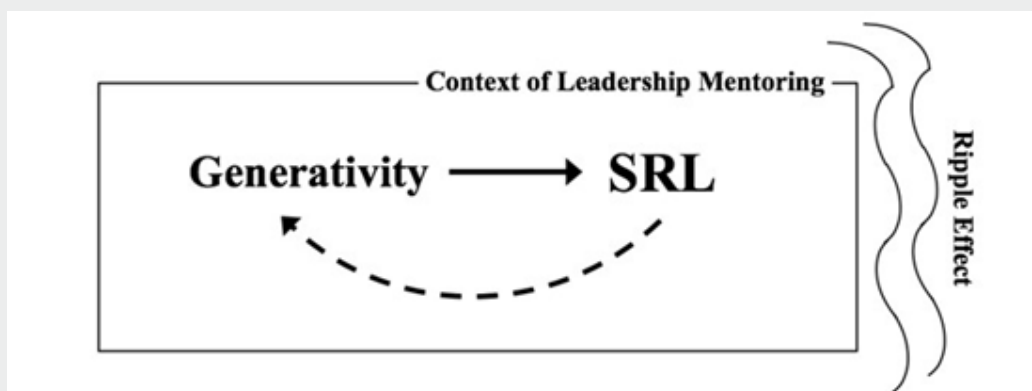 Context of Leadership Mentoring
Generativity
SRL
Ripple Effect